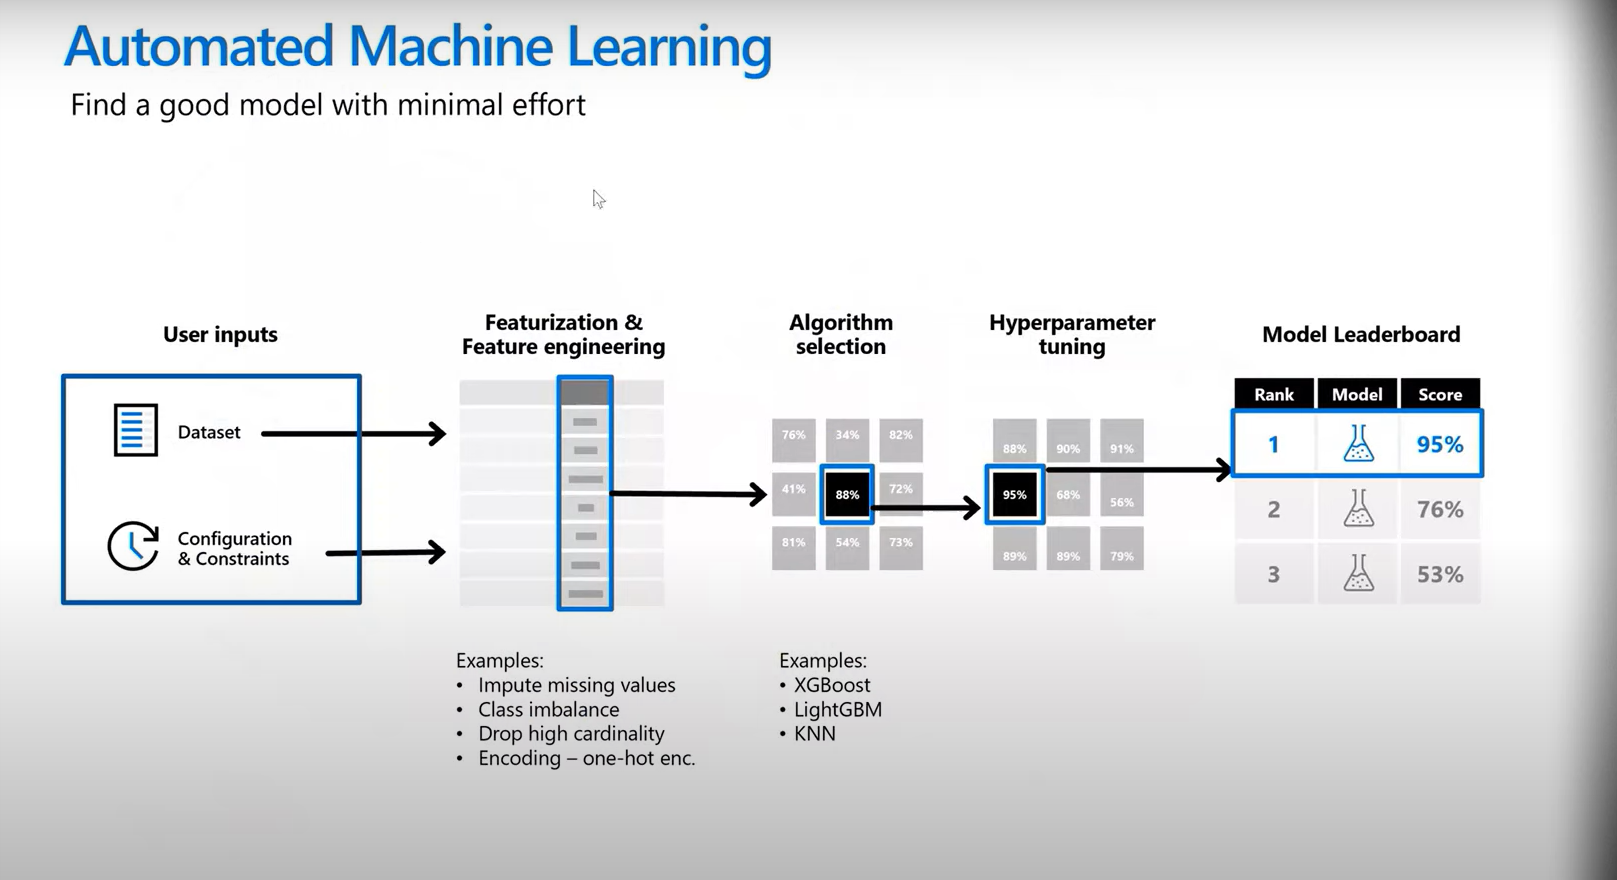 Automated Machine Learning
Find a good model with minimal effort
User inputs
Dataset
Configuration
& Constraints
Featurization &
Feature engineering
Examples:
• Impute missing values
• Class imbalance
• Drop high cardinality
• Encoding – one-hot enc.
Algorithm
selection
76% 34% 82%
41% 88% 72%
81% 54% 73%
Examples:
• XGBoost
• LightGBM
• KNN
Hyperparameter
tuning
88% 90% 91%
95% 68% 56%
89% 89% 79%
Model Leaderboard
Rank Model Score
1 95%
2 76%
3 53%